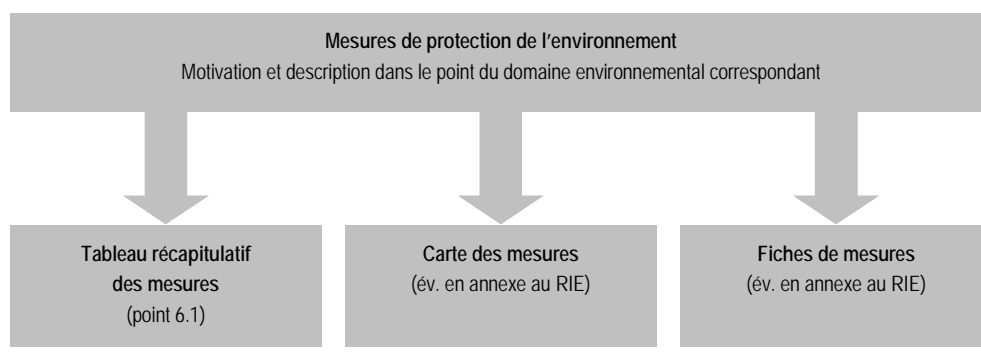 Mesures de protection de l'environnement
Motivation et description dans le point du domaine environnemental correspondant
Tableau récapitulatif
des mesures
(point 6.1)
Carte des mesures
(év. en annexe au RIE)
Fiches de mesures
(év. en annexe au RIE)